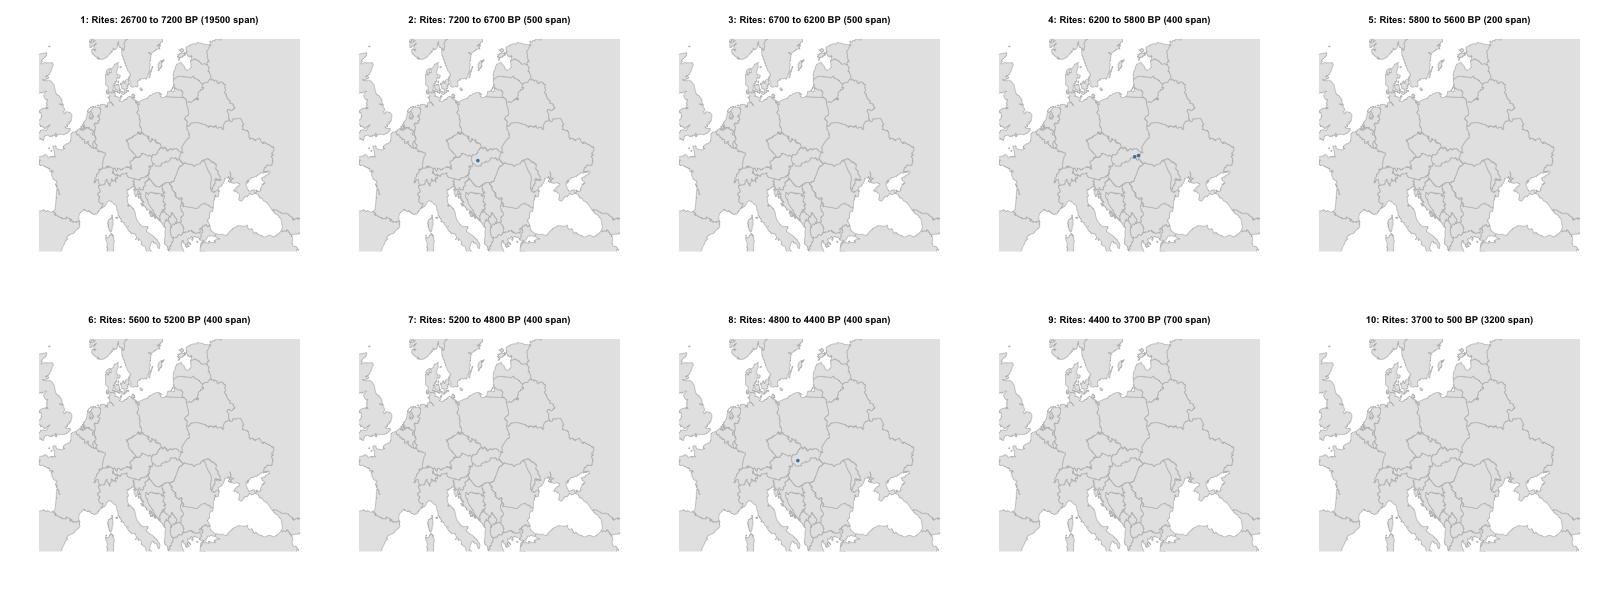 1: Rites: 26700 to 7200 BP (19500 span)
2: Rites: 7200 to 6700 BP (500 span)
3: Rites: 6700 to 6200 BP (500 span)
4: Rites: 6200 to 5800 BP (400 span)
5: Rites: 5800 to 5600 BP (200 span)
6: Rites: 5600 to 5200 BP (400 span)
7: Rites: 5200 to 4800 BP (400 span)
8: Rites: 4800 to 4400 BP (400 span)
9: Rites: 4400 to 3700 BP (700 span)
10: Rites: 3700 to 500 BP (3200 span)